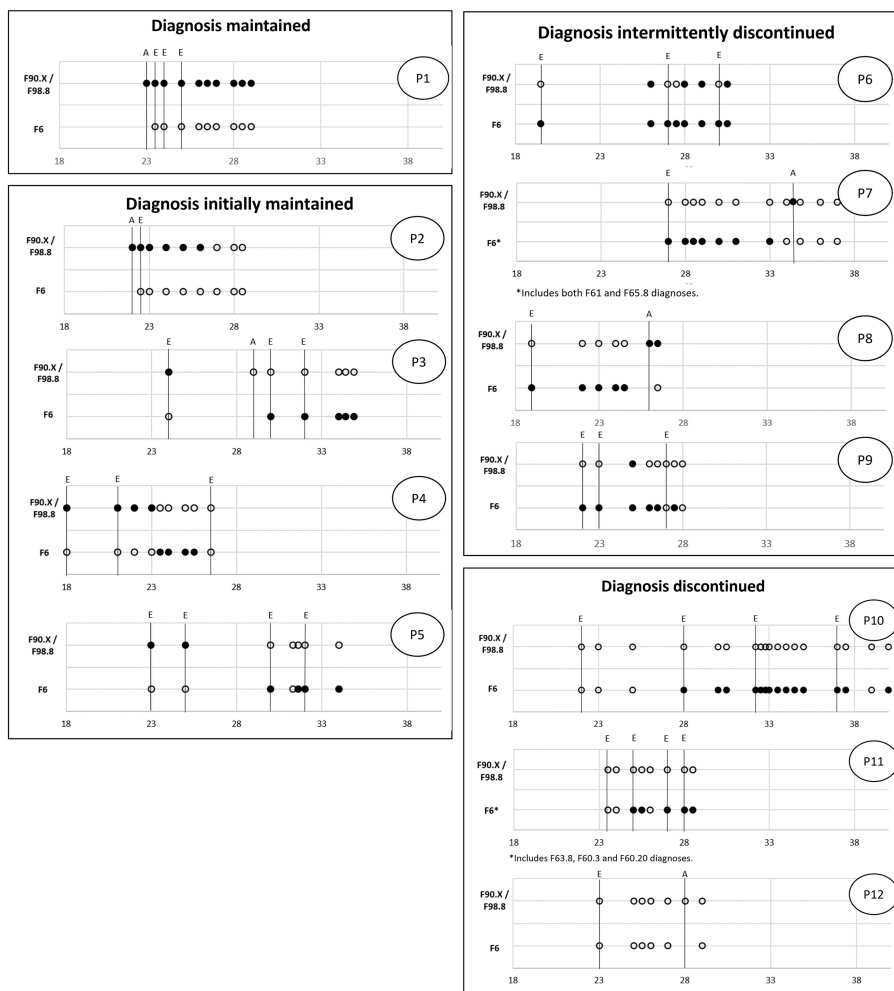 Diagnosis maintained
A E E E
P1
F90.X /
F98.8
F6
18 23 28 33 38
Diagnosis initially maintained
A E
P2
F90.X /
F98.8
F6
18 23 28 33 38
E A E E
P3
F90.X /
F98.8
F6
18 23 28 33 38
E E E
P4
F90.X /
F98.8
F6
18 23 28 33 38
E E E E
P5
F90.X /
F98.8
F6
18 23 28 33 38
Diagnosis intermittently discontinued
E E E
P6
F90.X /
F98.8
F6
18 23 28 33 38
E A
P7
F90.X /
F98.8
F6*
18 23 28 33 38
*Includes both F61 and F65.8 diagnoses.
E A
P8
F90.X /
F98.8
F6
18 23 28 33 38
E E E
P9
F90.X /
F98.8
F6
18 23 28 33 38
Diagnosis discontinued
E E E E
P10
F90.X /
F98.8
F6
18 23 28 33 38
E E E E
P11
F90.X /
F98.8
F6*
18 23 28 33 38
*Includes F63.8, F60.3 and F60.20 diagnoses.
E A
P12
F90.X /
F98.8
F6
18 23 28 33 38